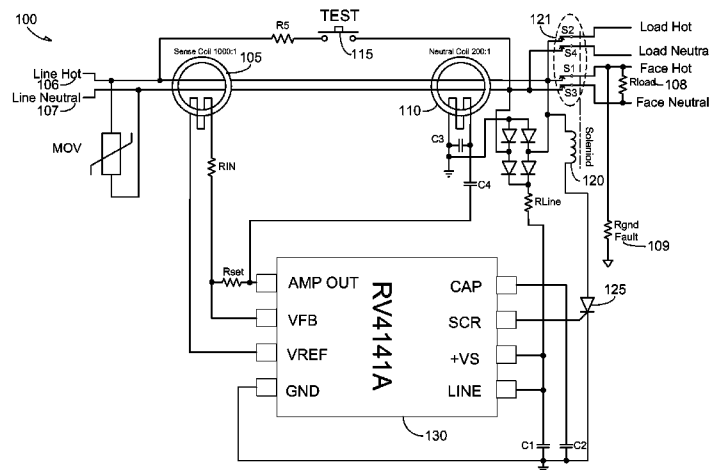 100
R5
TEST
115
121
S2
Load Hot
S4
Load Neutra
S1
Face Hot
Rload
108
S3
Face Neutral
Sense Coil 1000:1
105
Neutral Coil 200:1
110
Line Hot
106
Line Neutral
107
MOV
C3
C4
RIN
RLine
Soleniod
120
Rgnd
Fault
109
Rset
AMP OUT
VFB
VREF
GND
RV4141A
CAP
SCR
+VS
LINE
125
130
C1
C2